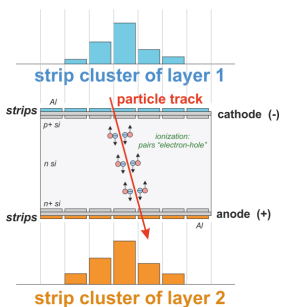 strip cluster of layer 1
Al
particle track
strips
cathode (-)
p+ si
ionization:
pairs "electron-hole"
n si
n+ si
strips
anode (+)
Al
strip cluster of layer 2